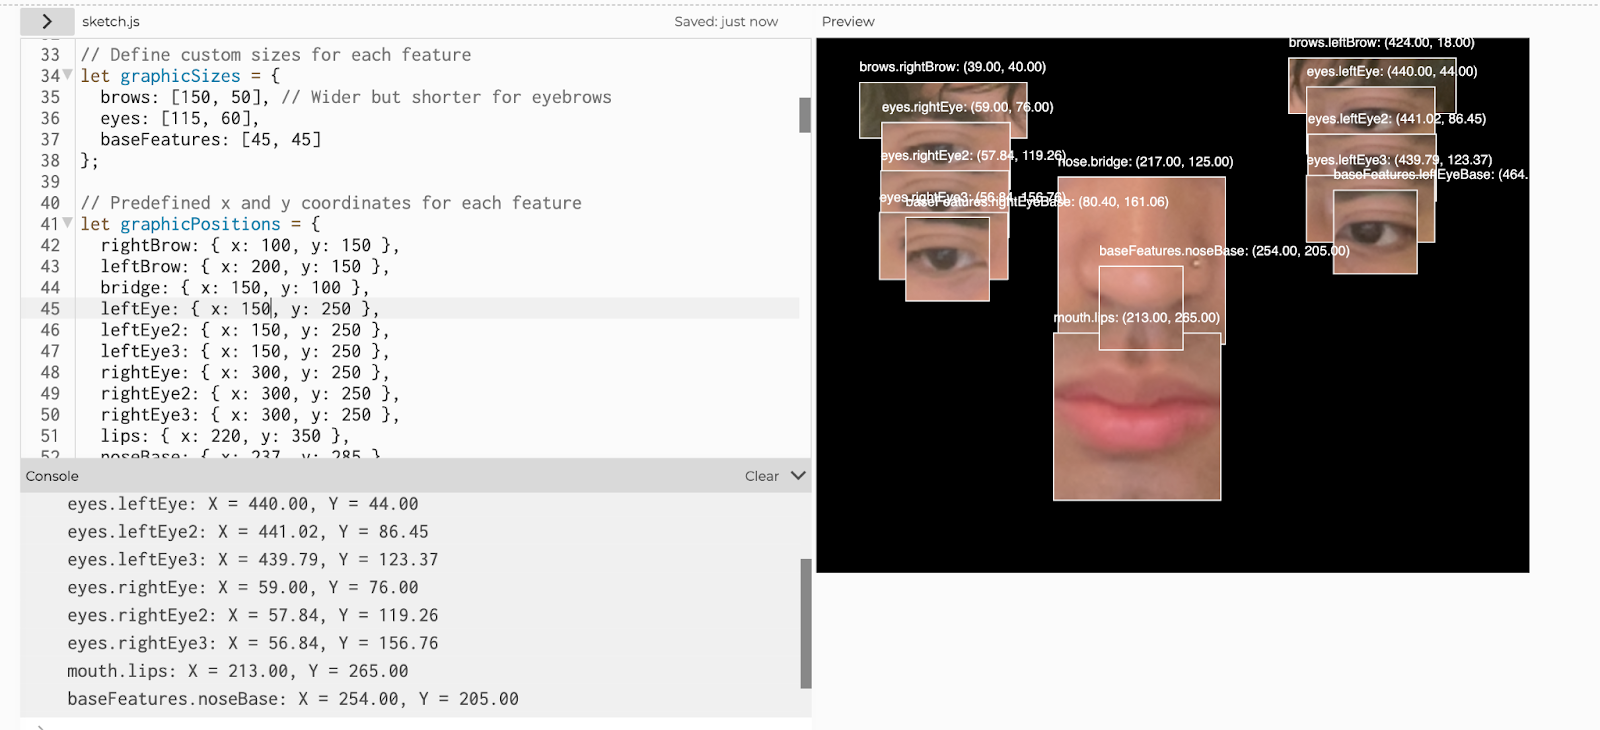 sketch.js
Saved: just now
Preview
33 // Define custom sizes for each feature
34 let graphicSizes = {
35 brows: [150, 50], // Wider but shorter for eyebrows
36 eyes: [115, 60],
37 baseFeatures: [45, 45]
38 };
39
40 // Predefined x and y coordinates for each feature
41 let graphicPositions = {
42 rightBrow: { x: 100, y: 150 },
43 leftBrow: { x: 200, y: 150 },
44 bridge: { x: 150, y: 100 },
45 leftEye: { x: 150, y: 250 },
46 leftEye2: { x: 150, y: 250 },
47 leftEye3: { x: 150, y: 250 },
48 rightEye: { x: 300, y: 250 },
49 rightEye2: { x: 300, y: 250 },
50 rightEye3: { x: 300, y: 250 },
51 lips: { x: 220, y: 350 },
52 noseBase: { x: 237, y: 285 }
Console
Clear
eyes.leftEye: X = 440.00, Y = 44.00
eyes.leftEye2: X = 441.02, Y = 86.45
eyes.leftEye3: X = 439.79, Y = 123.37
eyes.rightEye: X = 59.00, Y = 76.00
eyes.rightEye2: X = 57.84, Y = 119.26
eyes.rightEye3: X = 56.84, Y = 156.76
mouth.lips: X = 213.00, Y = 265.00
baseFeatures.noseBase: X = 254.00, Y = 205.00
brows.rightBrow: (39.00, 40.00)
eyes.rightEye: (59.00, 76.00)
eyes.rightEye2: (57.84, 119.26)
eyes.rightEye3: (56.84, 156.76)
baseFeatures.rightEyeBase: (80.40, 161.06)
nose.bridge: (217.00, 125.00)
baseFeatures.noseBase: (254.00, 205.00)
mouth.lips: (213.00, 265.00)
brows.leftBrow: (424.00, 18.00)
eyes.leftEye: (440.00, 44.00)
eyes.leftEye2: (441.02, 86.45)
eyes.leftEye3: (439.79, 123.37)
baseFeatures.leftEyeBase: (464.